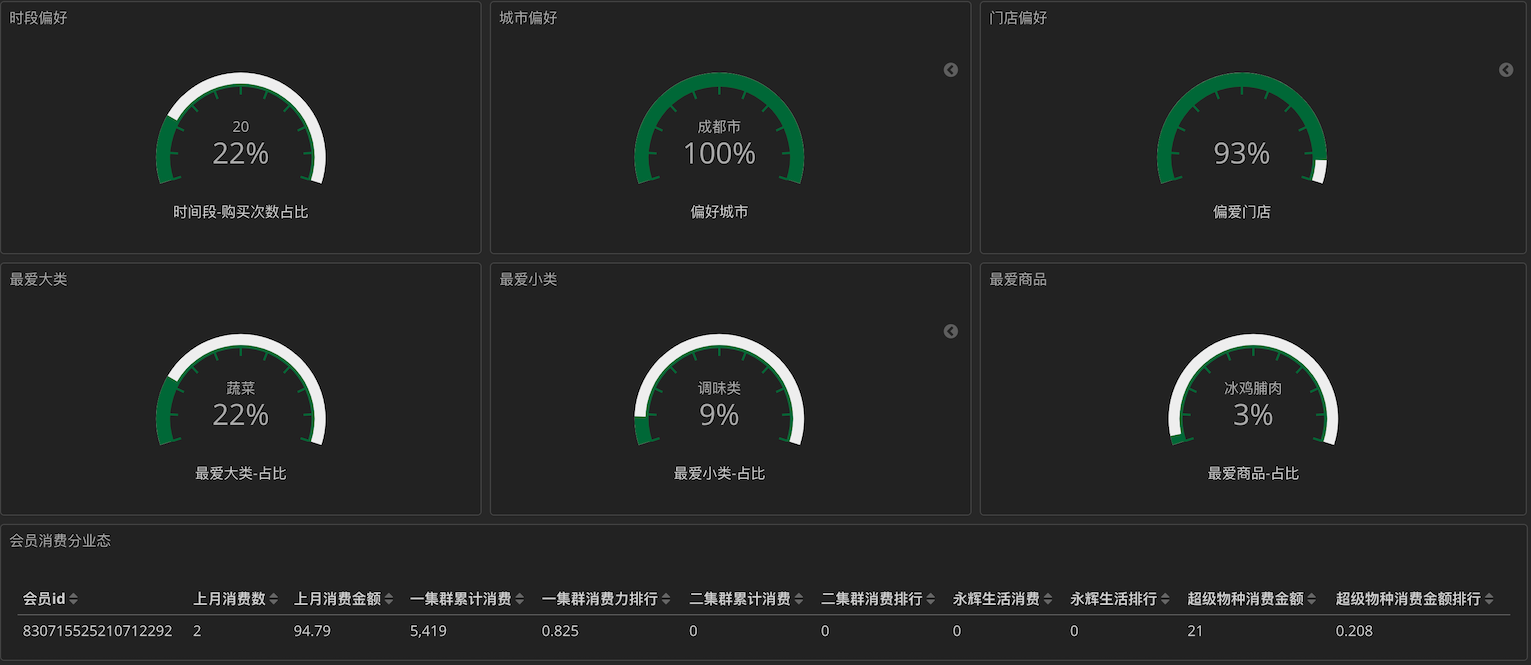 时段偏好
20
22%
时间段-购买次数占比
城市偏好
成都市
100%
偏好城市
门店偏好
93%
偏爱门店
最爱大类
蔬菜
22%
最爱大类-占比
最爱小类
调味类
9%
最爱小类-占比
最爱商品
冰鸡脯肉
3%
最爱商品-占比
会员消费分业态
会员id 上月消费数 上月消费金额 一集群累计消费 一集群消费力排行 二集群累计消费 二集群消费排行 永辉生活消费 永辉生活排行 超级物种消费金额 超级物种消费金额排行
830715525210712292 2 94.79 5,419 0.825 0 0 0 0 21 0.208